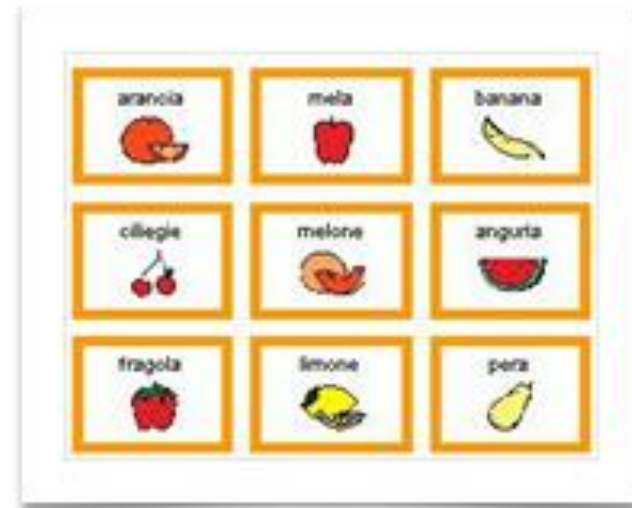 arancia
mela
banana
ciliegie
melone
anguria
fragola
limone
pera